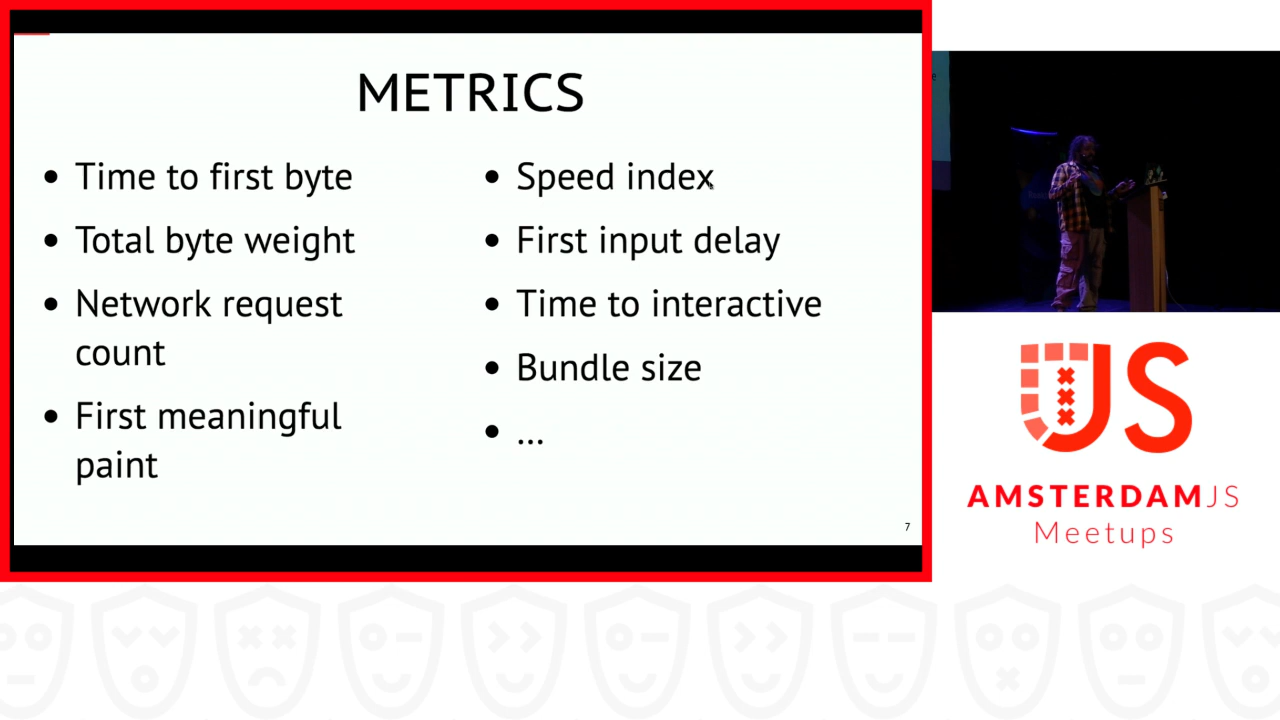 METRICS
• Time to first byte
• Total byte weight
• Network request
count
• First meaningful
paint
• Speed index
• First input delay
• Time to interactive
• Bundle size
• ...
7
JS
AMSTERDAMJS
Meetups